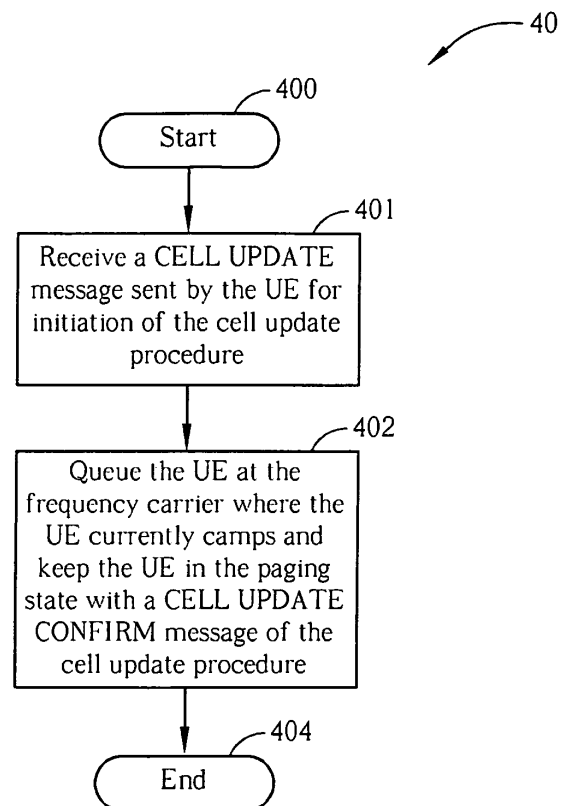 40
400
Start
401
Receive a CELL UPDATE
message sent by the UE for
initiation of the cell update
procedure
402
Queue the UE at the
frequency carrier where the
UE currently camps and
keep the UE in the paging
state with a CELL UPDATE
CONFIRM message of the
cell update procedure
404
End